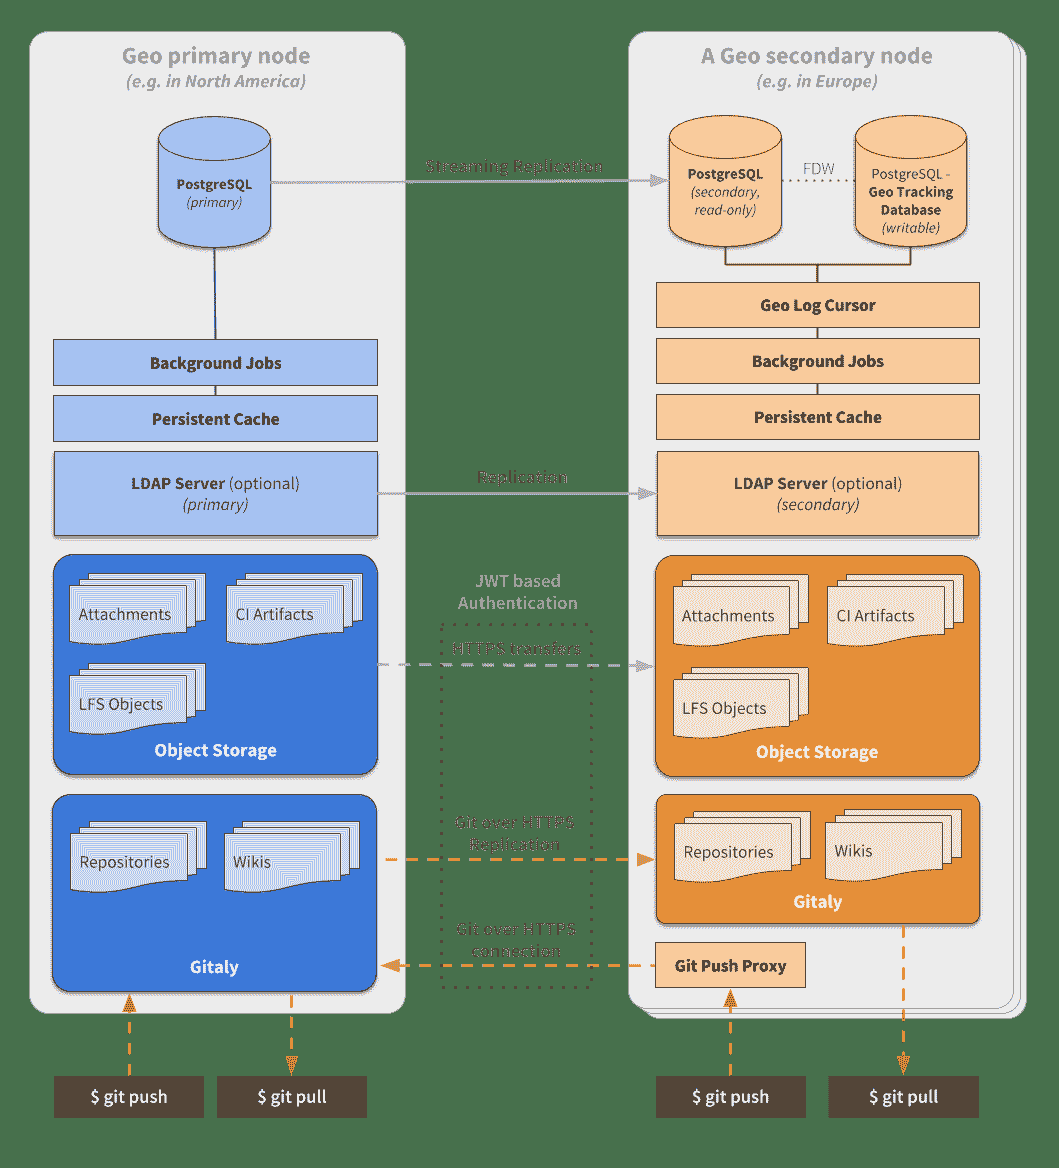 Geo primary node
(e.g. in North America)
PostgreSQL
(primary)
Background Jobs
Persistent Cache
LDAP Server (optional)
(primary)
Attachments
CI Artifacts
LFS Objects
Object Storage
Repositories
Wikis
Gitaly
$ git push
$ git pull
Streaming Replication
Replication
JWT based
Authentication
HTTPS transfers
Git over HTTPS
Replication
Git over HTTPS
connection
A Geo secondary node
(e.g. in Europe)
PostgreSQL
(secondary,
read-only)
FDW
PostgreSQL -
Geo Tracking
Database
(writable)
Geo Log Cursor
Background Jobs
Persistent Cache
LDAP Server (optional)
(secondary)
Attachments
CI Artifacts
LFS Objects
Object Storage
Repositories
Wikis
Gitaly
Git Push Proxy
$ git push
$ git pull